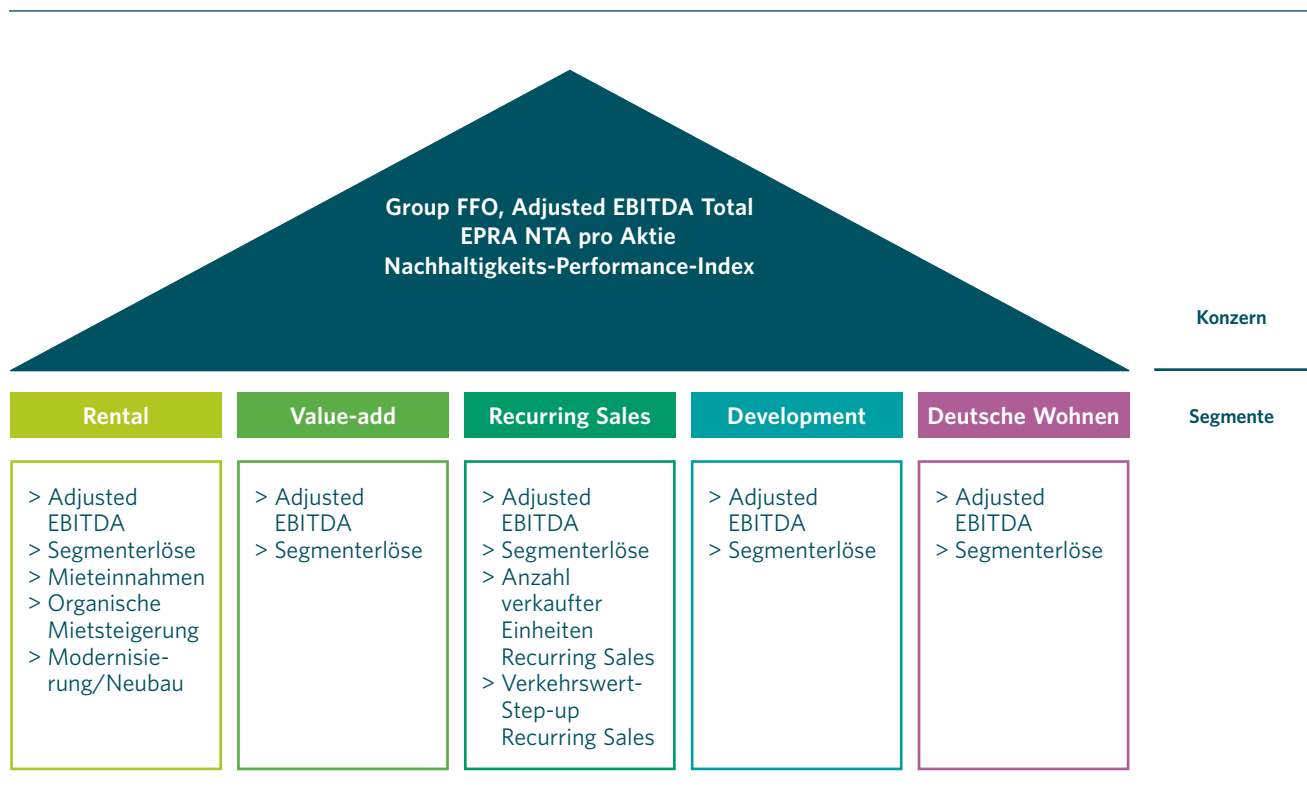 Group FFO, Adjusted EBITDA Total
EPRA NTA pro Aktie
Nachhaltigkeits-Performance-Index
Konzern
Rental
Value-add
Recurring Sales
Development
Deutsche Wohnen
Segmente
> Adjusted
EBITDA
> Segmenterlöse
> Mieteinnahmen
> Organische
Mietsteigerung
> Modernisie-
rung/Neubau
> Adjusted
EBITDA
> Segmenterlöse
> Adjusted
EBITDA
> Segmenterlöse
> Anzahl
verkaufter
Einheiten
Recurring Sales
> Verkehrswert-
Step-up
Recurring Sales
> Adjusted
EBITDA
> Segmenterlöse
> Adjusted
EBITDA
> Segmenterlöse